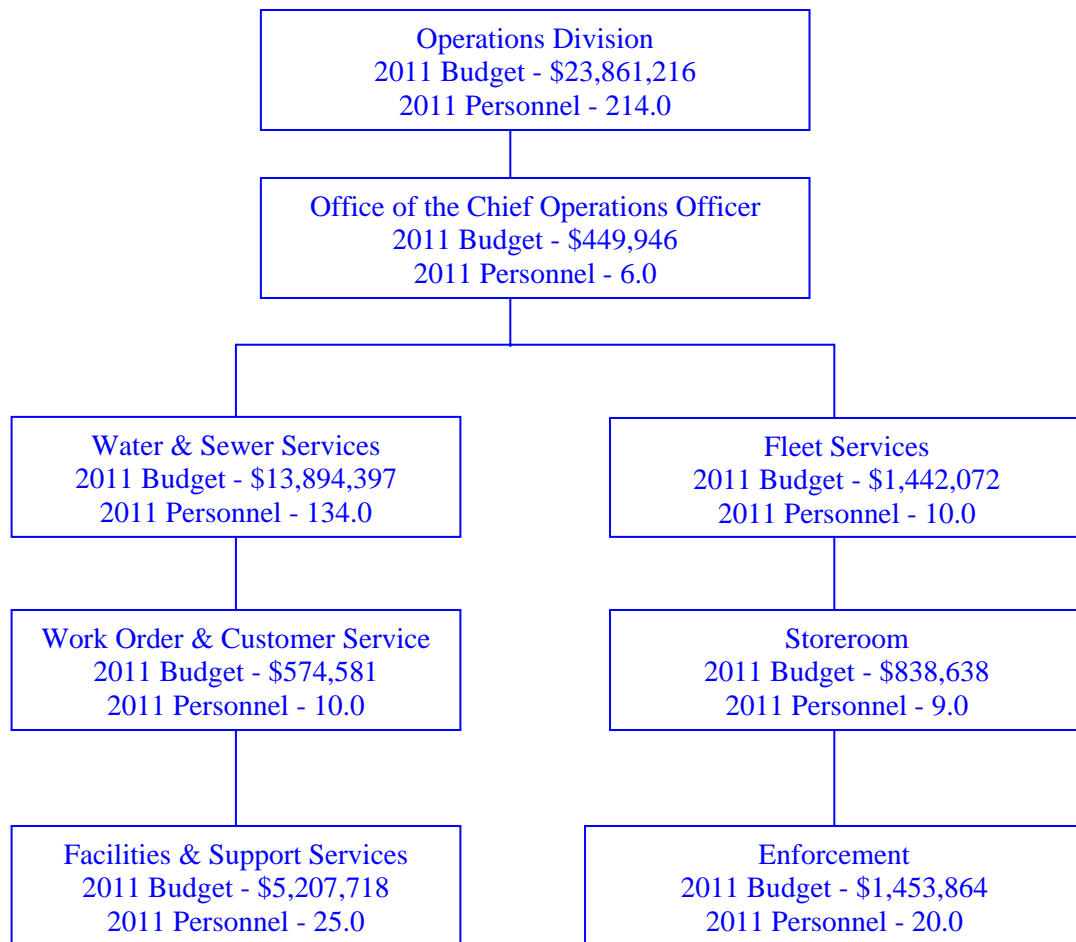 Operations Division
2011 Budget - $23,861,216
2011 Personnel - 214.0
Office of the Chief Operations Officer
2011 Budget - $449,946
2011 Personnel - 6.0
Water & Sewer Services
2011 Budget - $13,894,397
2011 Personnel - 134.0
Fleet Services
2011 Budget - $1,442,072
2011 Personnel - 10.0
Work Order & Customer Service
2011 Budget - $574,581
2011 Personnel - 10.0
Storeroom
2011 Budget - $838,638
2011 Personnel - 9.0
Facilities & Support Services
2011 Budget - $5,207,718
2011 Personnel - 25.0
Enforcement
2011 Budget - $1,453,864
2011 Personnel - 20.0